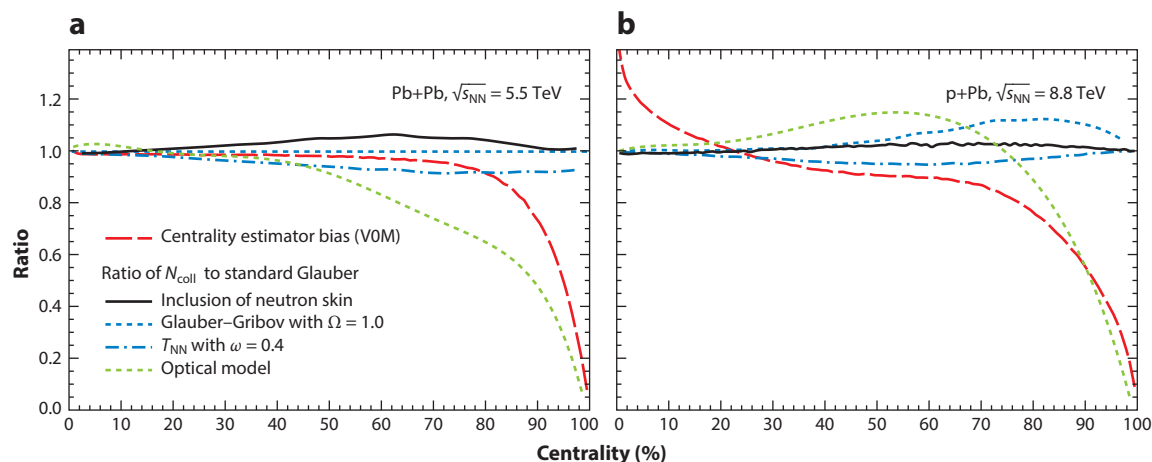 a
b
Pb+Pb, √sNN = 5.5 TeV
p+Pb, √sNN = 8.8 TeV
1.2
1.0
0.8
0.6
0.4
0.2
0.0
Ratio
Centrality estimator bias (V0M)
Ratio of Ncoll to standard Glauber
Inclusion of neutron skin
Glauber–Gribov with Ω = 1.0
TNN with ω = 0.4
Optical model
0 10 20 30 40 50 60 70 80 90 100
0 10 20 30 40 50 60 70 80 90 100
Centrality (%)